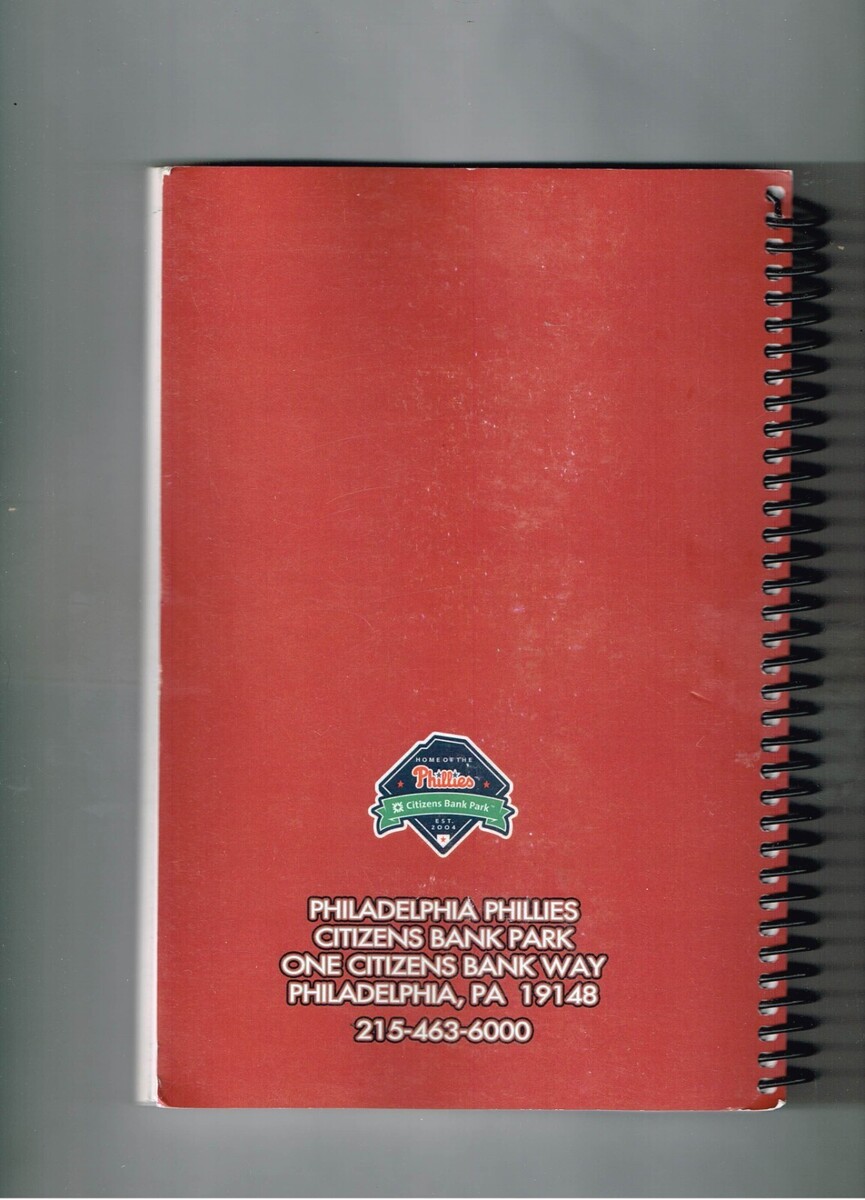 HOME OF THE
Phillies
Citizens Bank Park™
EST.
2004
PHILADELPHIA PHILLIES
CITIZENS BANK PARK
ONE CITIZENS BANK WAY
PHILADELPHIA, PA 19148
215-463-6000